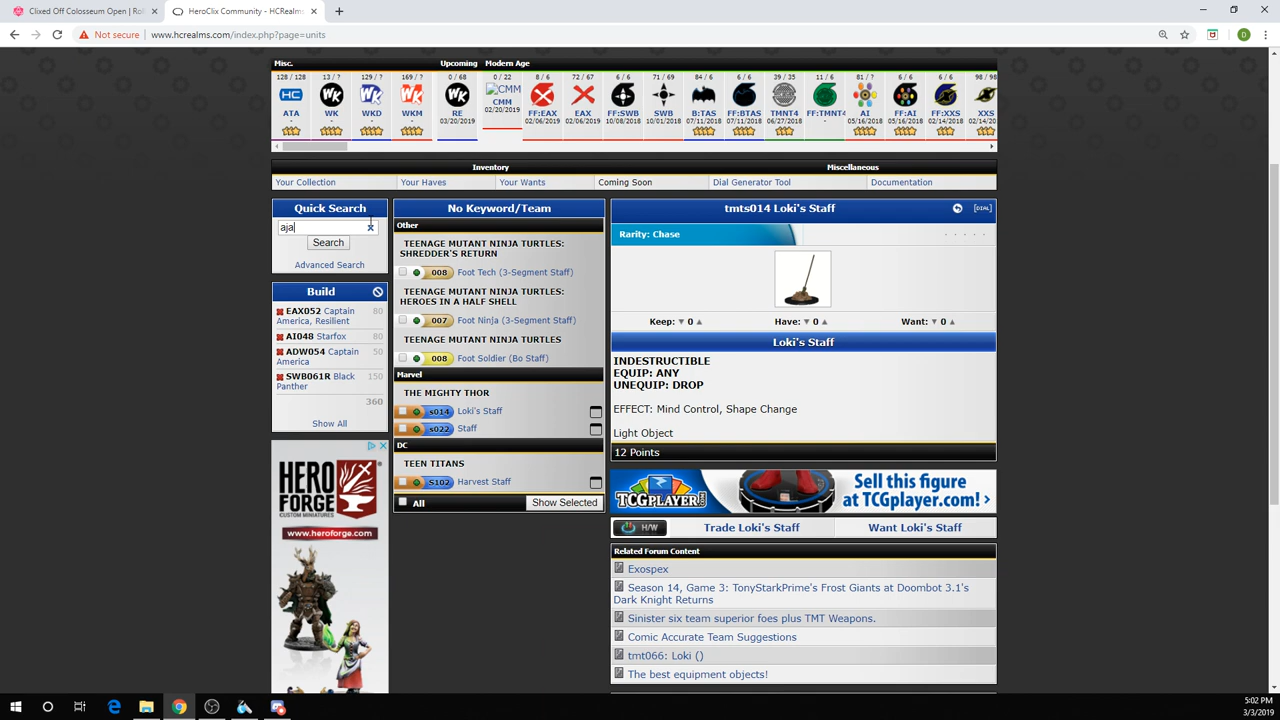 Clixed Off Colosseum Open | Rol
HeroClix Community - HCRealms
Not secure | www.hcrealms.com/index.php?page=units
Misc.
Upcoming
Modern Age
128 / 128
13 / ?
129 / ?
169 / ?
0 / 68
0 / 22
8 / 6
72 / 67
6 / 6
71 / 69
84 / 6
6 / 6
39 / 35
11 / 6
81 / ?
6 / 6
6 / 6
98 / 98
HC
WK
WK
WK
WK
CMM
ATA
WK
WKD
WKM
RE
CMM
FF:EAX
EAX
FF:SWB
SWB
B:TAS
FF:BTAS
TMNT4
FF:TMNT4
AI
FF:AI
FF:XXS
XXS
03/20/2019
02/20/2019
02/06/2019
02/06/2019
10/08/2018
10/01/2018
07/11/2018
07/11/2018
06/27/2018
05/16/2018
05/16/2018
02/14/2018
02/14/20
Inventory
Miscellaneous
Your Collection
Your Haves
Your Wants
Coming Soon
Dial Generator Tool
Documentation
Quick Search
aja
x
Search
Advanced Search
Build
EAX052 Captain
America, Resilient
80
AI048 Starfox
80
ADW054 Captain
America
50
SWB061R Black
Panther
150
360
Show All
HERO
FORGE
CUSTOM MINIATURES
www.heroforge.com
No Keyword/Team
Other
TEENAGE MUTANT NINJA TURTLES:
SHREDDER'S RETURN
008 Foot Tech (3-Segment Staff)
TEENAGE MUTANT NINJA TURTLES:
HEROES IN A HALF SHELL
007 Foot Ninja (3-Segment Staff)
TEENAGE MUTANT NINJA TURTLES
008 Foot Soldier (Bo Staff)
Marvel
THE MIGHTY THOR
s014 Loki's Staff
s022 Staff
DC
TEEN TITANS
S102 Harvest Staff
All
Show Selected
tmts014 Loki's Staff
[DIAL]
Rarity: Chase
Keep: 0
Have: 0
Want: 0
Loki's Staff
INDESTRUCTIBLE
EQUIP: ANY
UNEQUIP: DROP
EFFECT: Mind Control, Shape Change
Light Object
12 Points
TCGPLAYER.COM
Sell this figure
at TCGplayer.com! ›
H/W
Trade Loki's Staff
Want Loki's Staff
Related Forum Content
Exospex
Season 14, Game 3: TonyStarkPrime's Frost Giants at Doombot 3.1's
Dark Knight Returns
Sinister six team superior foes plus TMT Weapons.
Comic Accurate Team Suggestions
tmt066: Loki ()
The best equipment objects!
5:02 PM
3/3/2019